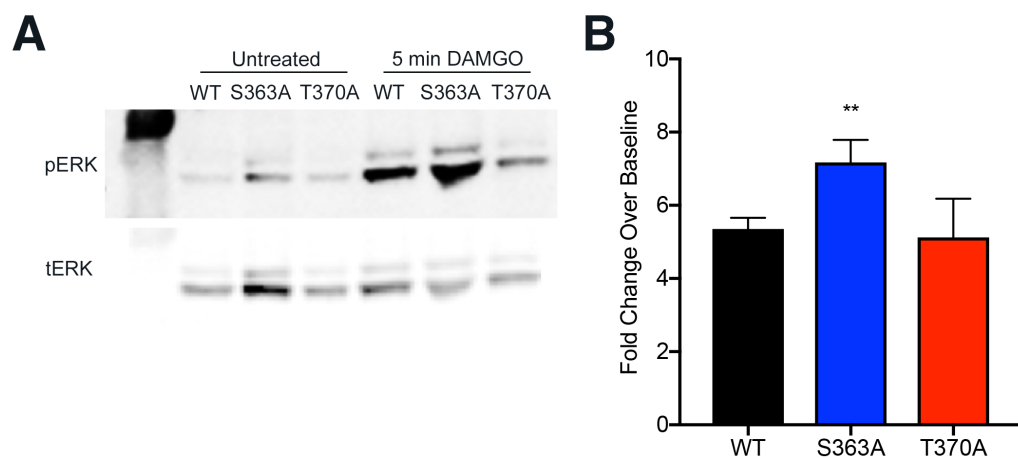 A
Untreated
5 min DAMGO
WT S363A T370A WT S363A T370A
pERK
tERK
B
Fold Change Over Baseline
10
8
6
4
2
0
**
WT
S363A
T370A